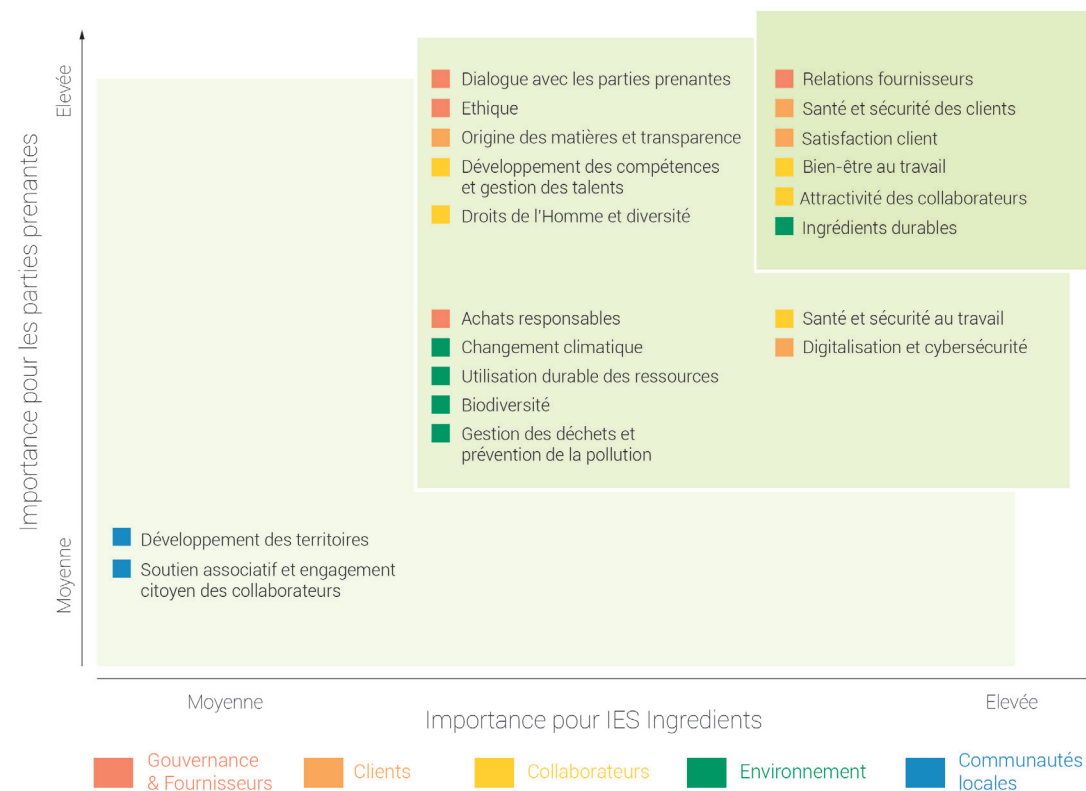 Importance pour les parties prenantes
Elevée
Moyenne
Dialogue avec les parties prenantes
Ethique
Origine des matières et transparence
Développement des compétences
et gestion des talents
Droits de l'Homme et diversité
Relations fournisseurs
Santé et sécurité des clients
Satisfaction client
Bien-être au travail
Attractivité des collaborateurs
Ingrédients durables
Achats responsables
Changement climatique
Utilisation durable des ressources
Biodiversité
Gestion des déchets et
prévention de la pollution
Santé et sécurité au travail
Digitalisation et cybersécurité
Développement des territoires
Soutien associatif et engagement
citoyen des collaborateurs
Moyenne
Elevée
Importance pour IES Ingredients
Gouvernance
& Fournisseurs
Clients
Collaborateurs
Environnement
Communautés
locales